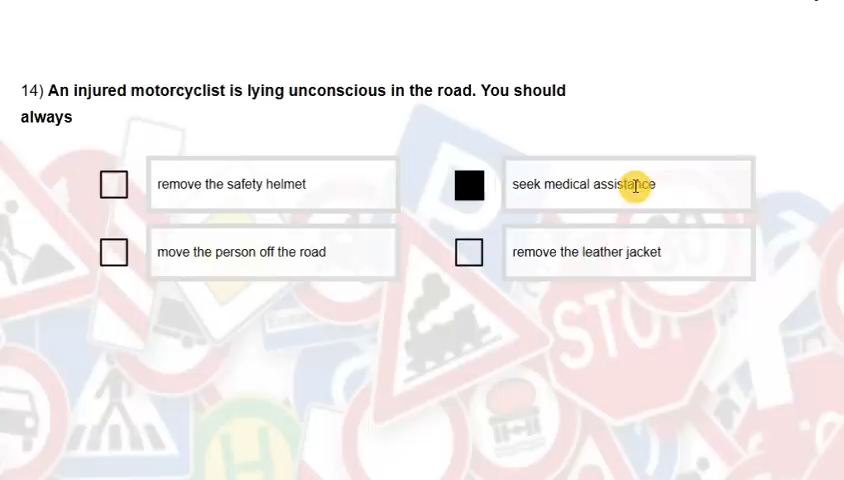 14) An injured motorcyclist is lying unconscious in the road. You should
always
remove the safety helmet
seek medical assistance
move the person off the road
remove the leather jacket
STOP